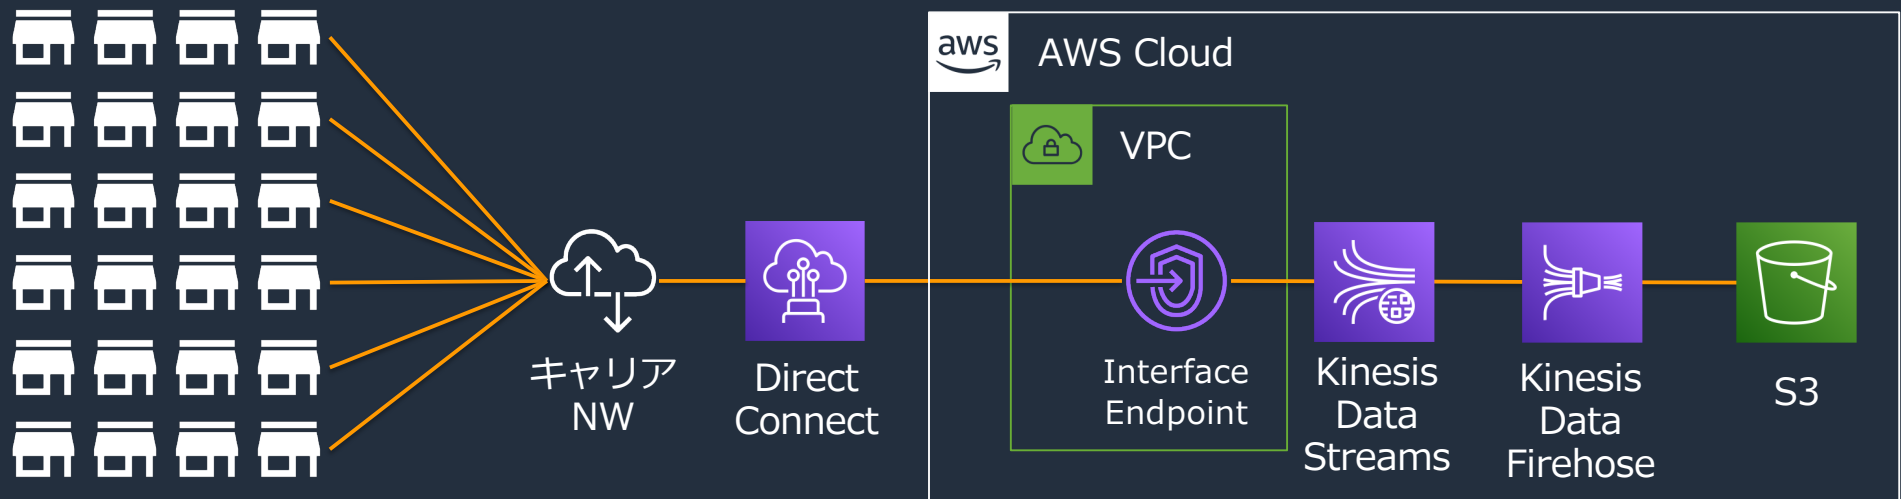 aws
AWS Cloud
VPC
キャリア
NW
Direct
Connect
Interface
Endpoint
Kinesis
Data
Streams
Kinesis
Data
Firehose
S3